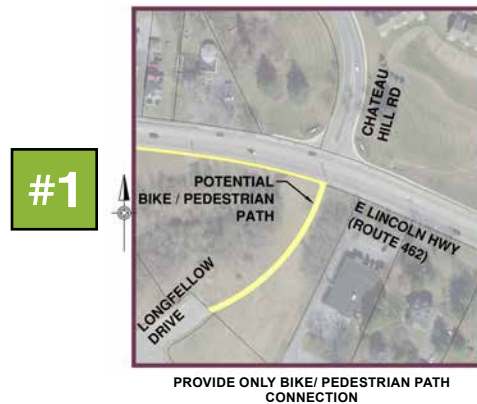 #1
CHATEAU
HILL RD
POTENTIAL
BIKE / PEDESTRIAN
PATH
E LINCOLN HWY
(ROUTE 462)
LONGFELLOW
DRIVE
PROVIDE ONLY BIKE/ PEDESTRIAN PATH
CONNECTION